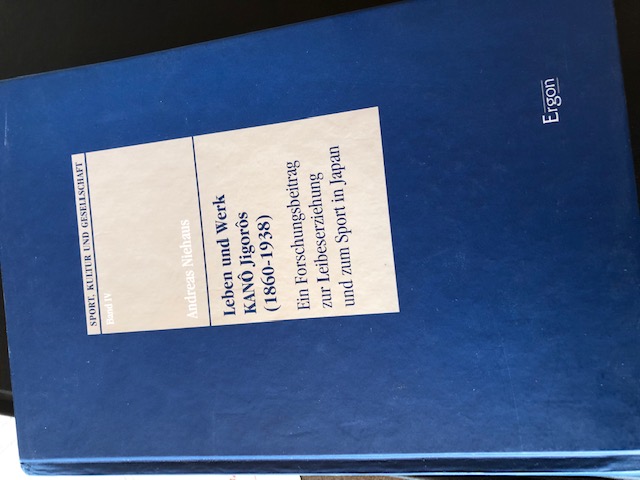 SPORT, KULTUR UND GESELLSCHAFT
Band IV
Andreas Niehaus
Leben und Werk
KANÔ Jigorôs
(1860-1938)
Ein Forschungsbeitrag
zur Leibeserziehung
und zum Sport in Japan
Ergon